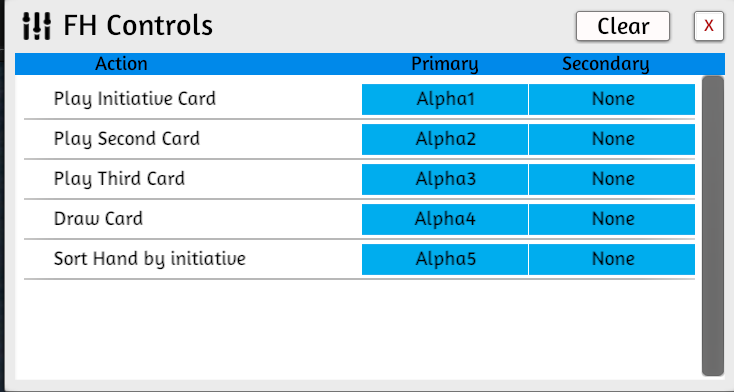 FH Controls Clear X
Action Primary Secondary
Play Initiative Card Alpha1 None
Play Second Card Alpha2 None
Play Third Card Alpha3 None
Draw Card Alpha4 None
Sort Hand by initiative Alpha5 None